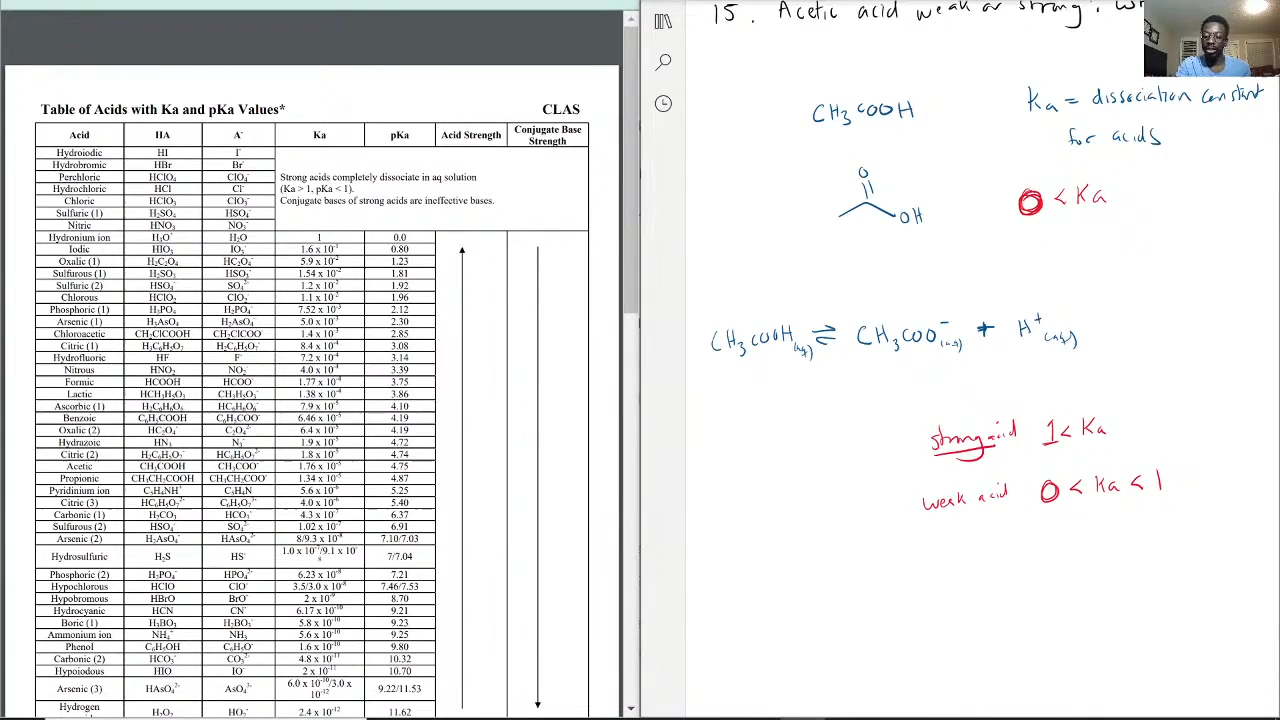 Table of Acids with Ka and pKa Values* CLAS
Acid HA A⁻ Ka pKa Acid Strength Conjugate Base Strength
Hydroiodic HI I⁻
Hydrobromic HBr Br⁻
Perchloric HClO₄ ClO₄⁻
Hydrochloric HCl Cl⁻
Chloric HClO₃ ClO₃⁻
Sulfuric (1) H₂SO₄ HSO₄⁻
Nitric HNO₃ NO₃⁻
Strong acids completely dissociate in aq solution
(Ka > 1, pKa < 1).
Conjugate bases of strong acids are ineffective bases.
Hydronium ion H₃O⁺ H₂O 1 0.0
Iodic HIO₃ IO₃⁻ 1.6 x 10⁻¹ 0.80
Oxalic (1) H₂C₂O₄ HC₂O₄⁻ 5.9 x 10⁻² 1.23
Sulfurous (1) H₂SO₃ HSO₃⁻ 1.54 x 10⁻² 1.81
Sulfuric (2) HSO₄⁻ SO₄²⁻ 1.2 x 10⁻² 1.92
Chlorous HClO₂ ClO₂⁻ 1.1 x 10⁻² 1.96
Phosphoric (1) H₃PO₄ H₂PO₄⁻ 7.52 x 10⁻³ 2.12
Arsenic (1) H₃AsO₄ H₂AsO₄⁻ 5.0 x 10⁻³ 2.30
Chloroacetic CH₂ClCOOH CH₂ClCOO⁻ 1.4 x 10⁻³ 2.85
Citric (1) H₃C₆H₅O₇ H₂C₆H₅O₇⁻ 8.4 x 10⁻⁴ 3.08
Hydrofluoric HF F⁻ 7.2 x 10⁻⁴ 3.14
Nitrous HNO₂ NO₂⁻ 4.0 x 10⁻⁴ 3.39
Formic HCOOH HCOO⁻ 1.77 x 10⁻⁴ 3.75
Lactic HCH₃H₅O₃ CH₃H₅O₃⁻ 1.38 x 10⁻⁴ 3.86
Ascorbic (1) H₂C₆H₆O₆ HC₆H₆O₆⁻ 7.9 x 10⁻⁵ 4.10
Benzoic C₆H₅COOH C₆H₅COO⁻ 6.46 x 10⁻⁵ 4.19
Oxalic (2) HC₂O₄⁻ C₂O₄²⁻ 6.4 x 10⁻⁵ 4.19
Hydrazoic HN₃ N₃⁻ 1.9 x 10⁻⁵ 4.72
Citric (2) H₂C₆H₅O₇⁻ HC₆H₅O₇²⁻ 1.8 x 10⁻⁵ 4.74
Acetic CH₃COOH CH₃COO⁻ 1.76 x 10⁻⁵ 4.75
Propionic CH₃CH₂COOH CH₃CH₂COO⁻ 1.34 x 10⁻⁵ 4.87
Pyridinium ion C₅H₄NH⁺ C₅H₄N 5.6 x 10⁻⁶ 5.25
Citric (3) HC₆H₅O₇²⁻ C₆H₅O₇³⁻ 4.0 x 10⁻⁶ 5.40
Carbonic (1) H₂CO₃ HCO₃⁻ 4.3 x 10⁻⁷ 6.37
Sulfurous (2) HSO₄⁻ SO₄²⁻ 1.02 x 10⁻⁷ 6.91
Arsenic (2) H₂AsO₄⁻ HAsO₄²⁻ 8/9.3 x 10⁻⁸ 7.10/7.03
Hydrosulfuric H₂S HS⁻ 1.0 x 10⁻⁷/9.1 x 10⁻⁸ 7/7.04
Phosphoric (2) H₂PO₄⁻ HPO₄²⁻ 6.23 x 10⁻⁸ 7.21
Hypochlorous HClO ClO⁻ 3.5/3.0 x 10⁻⁸ 7.46/7.53
Hypobromous HBrO BrO⁻ 2 x 10⁻⁹ 8.70
Hydrocyanic HCN CN⁻ 6.17 x 10⁻¹⁰ 9.21
Boric (1) H₃BO₃ H₂BO₃⁻ 5.8 x 10⁻¹⁰ 9.23
Ammonium ion NH₄⁺ NH₃ 5.6 x 10⁻¹⁰ 9.25
Phenol C₆H₅OH C₆H₅O⁻ 1.6 x 10⁻¹⁰ 9.80
Carbonic (2) HCO₃⁻ CO₃²⁻ 4.8 x 10⁻¹¹ 10.32
Hypoiodous HIO IO⁻ 2 x 10⁻¹¹ 10.70
Arsenic (3) HAsO₄²⁻ AsO₄³⁻ 6.0 x 10⁻¹⁰/3.0 x 10⁻¹² 9.22/11.53
Hydrogen H₂O₂ HO₂⁻ 2.4 x 10⁻¹² 11.62
15. Acetic acid weak or strong?
CH₃COOH
Ka = dissociation constant
for acids
O
OH
0 < Ka
CH₃COOH(aq) ⇌ CH₃COO⁻(aq) + H⁺(aq)
strong acid 1 < Ka
weak acid 0 < Ka < 1